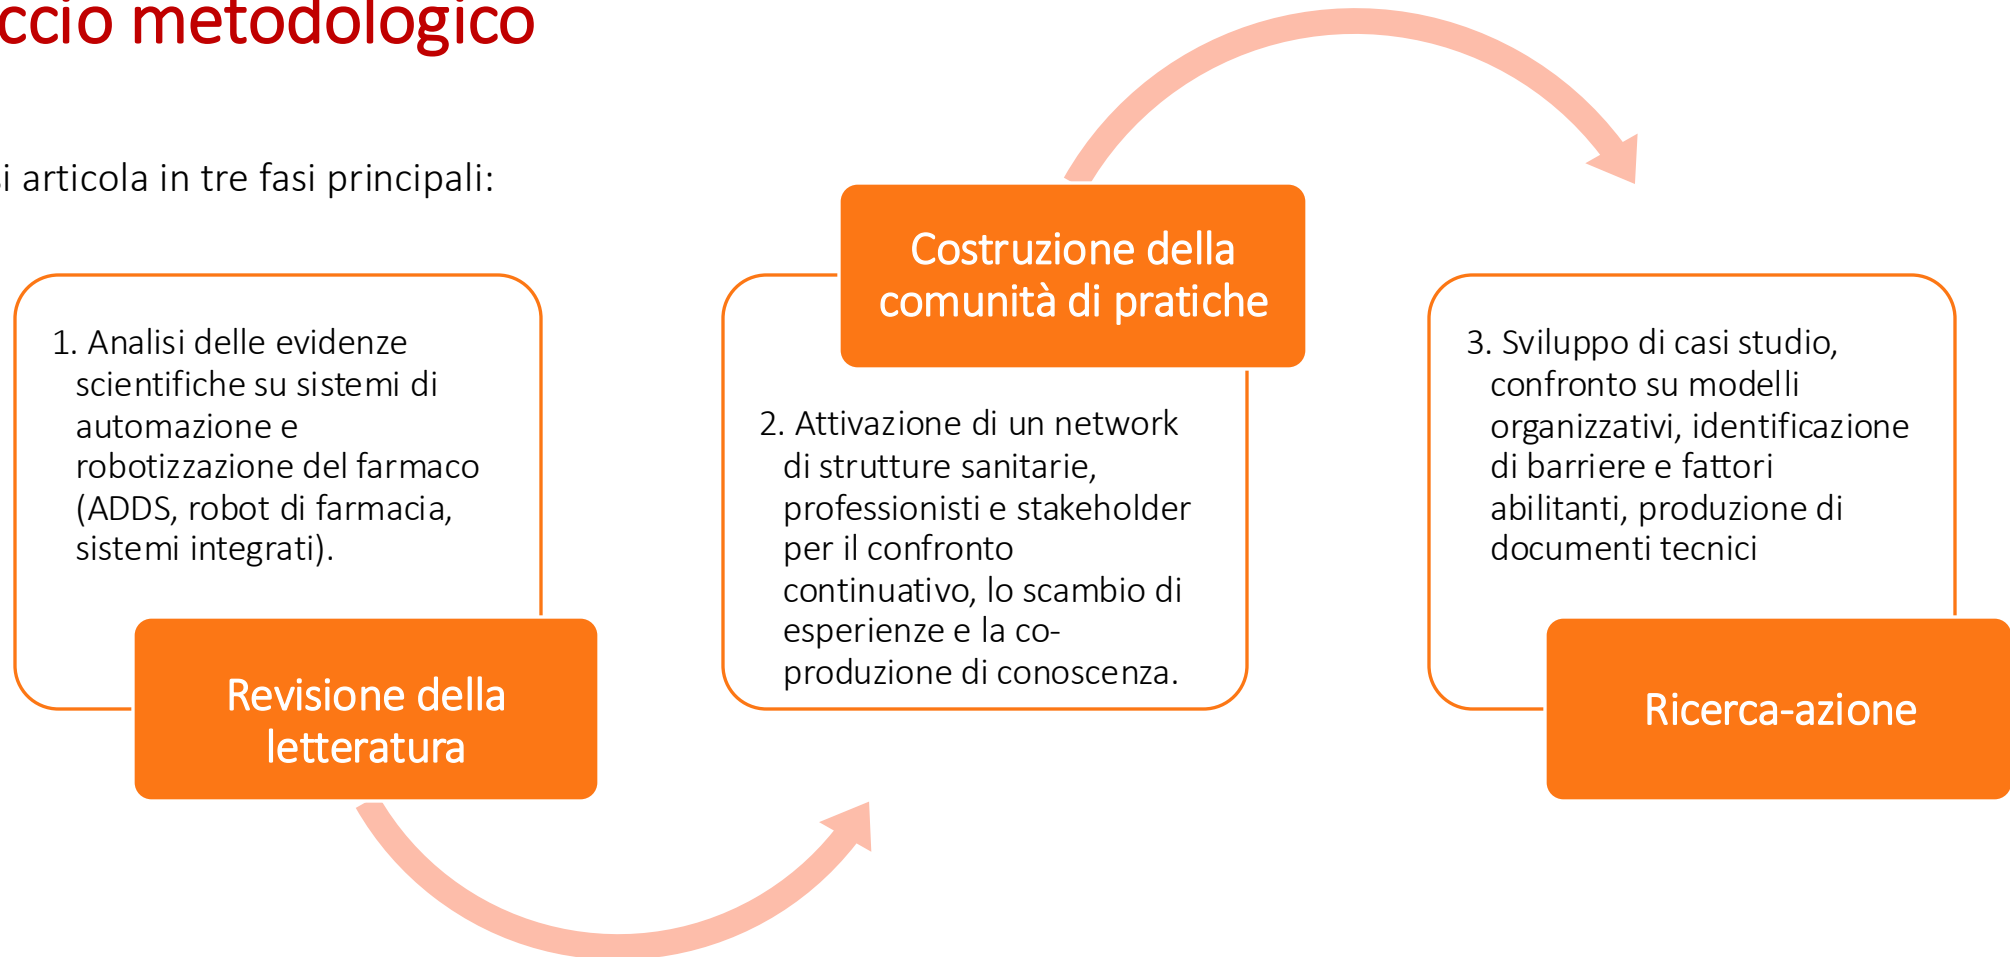 ccio metodologico
si articola in tre fasi principali:
1. Analisi delle evidenze
scientifiche su sistemi di
automazione e
robotizzazione del farmaco
(ADDS, robot di farmacia,
sistemi integrati).
Revisione della
letteratura
Costruzione della
comunità di pratiche
2. Attivazione di un network
di strutture sanitarie,
professionisti e stakeholder
per il confronto
continuativo, lo scambio di
esperienze e la co-
produzione di conoscenza.
3. Sviluppo di casi studio,
confronto su modelli
organizzativi, identificazione
di barriere e fattori
abilitanti, produzione di
documenti tecnici
Ricerca-azione